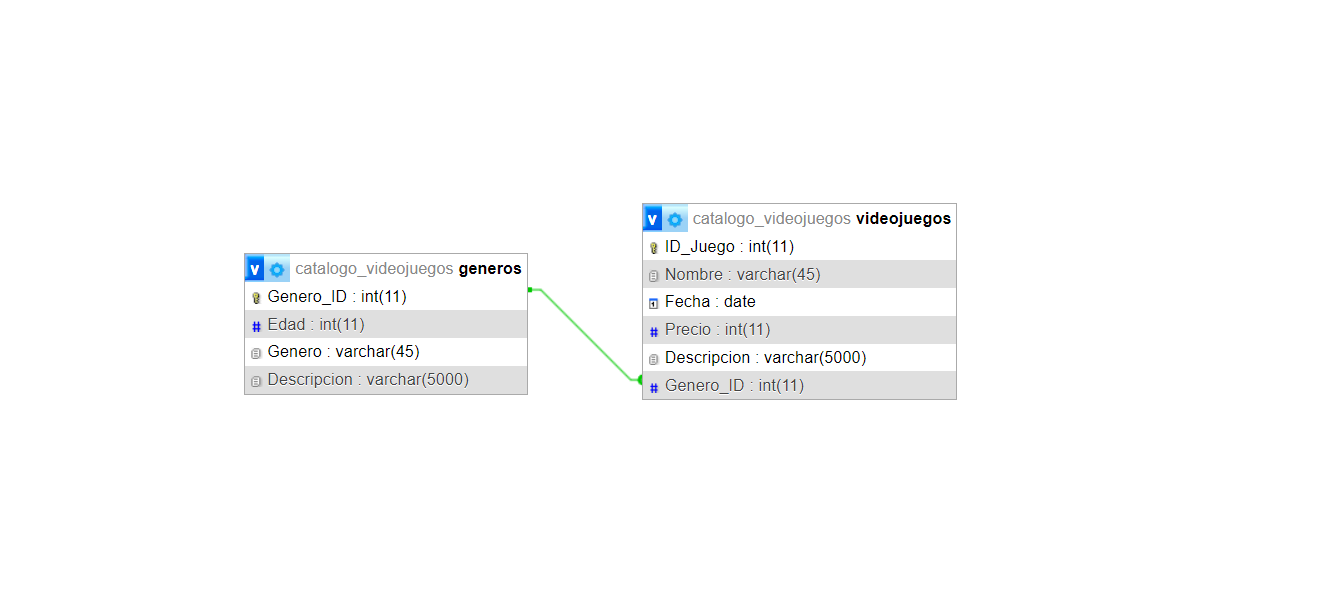 v catalogo_videojuegos generos
Genero_ID : int(11)
# Edad : int(11)
Genero : varchar(45)
Descripcion : varchar(5000)
v catalogo_videojuegos videojuegos
ID_Juego : int(11)
Nombre : varchar(45)
Fecha : date
# Precio : int(11)
Descripcion : varchar(5000)
# Genero_ID : int(11)